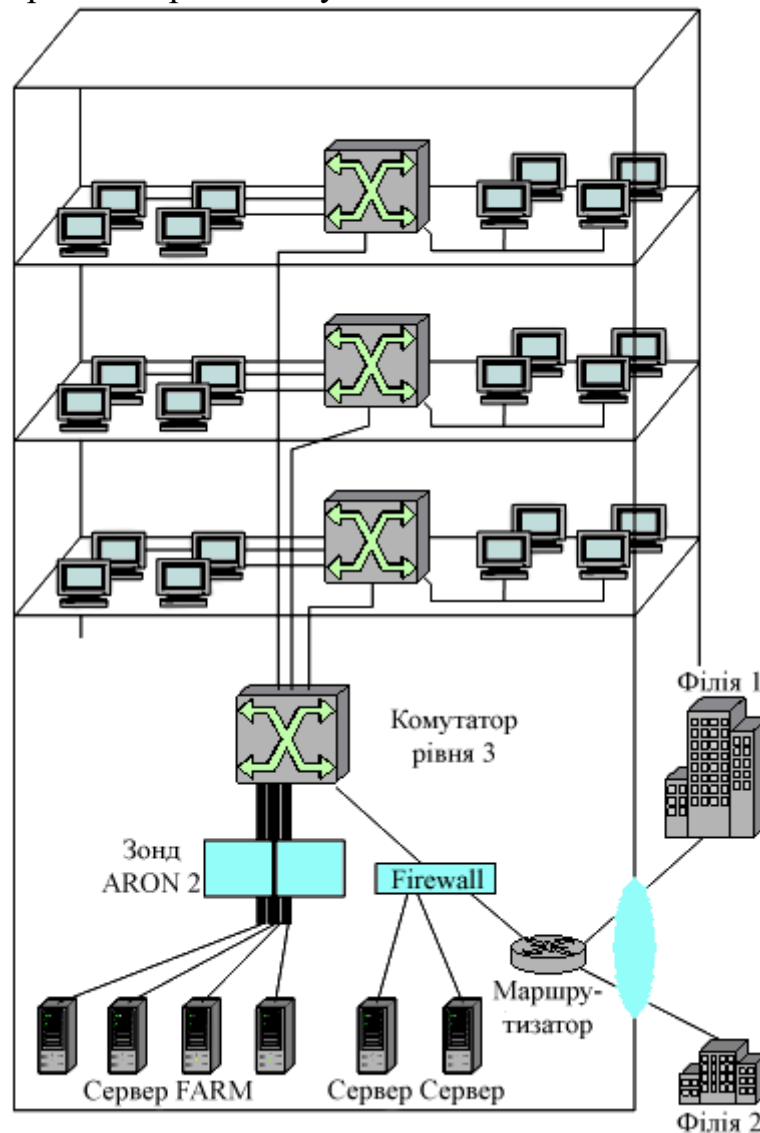 Філія 1
Комутатор
рівня 3
Зонд
ARON 2
Firewall
Маршру-
тизатор
Сервер FARM
Сервер Сервер
Філія 2